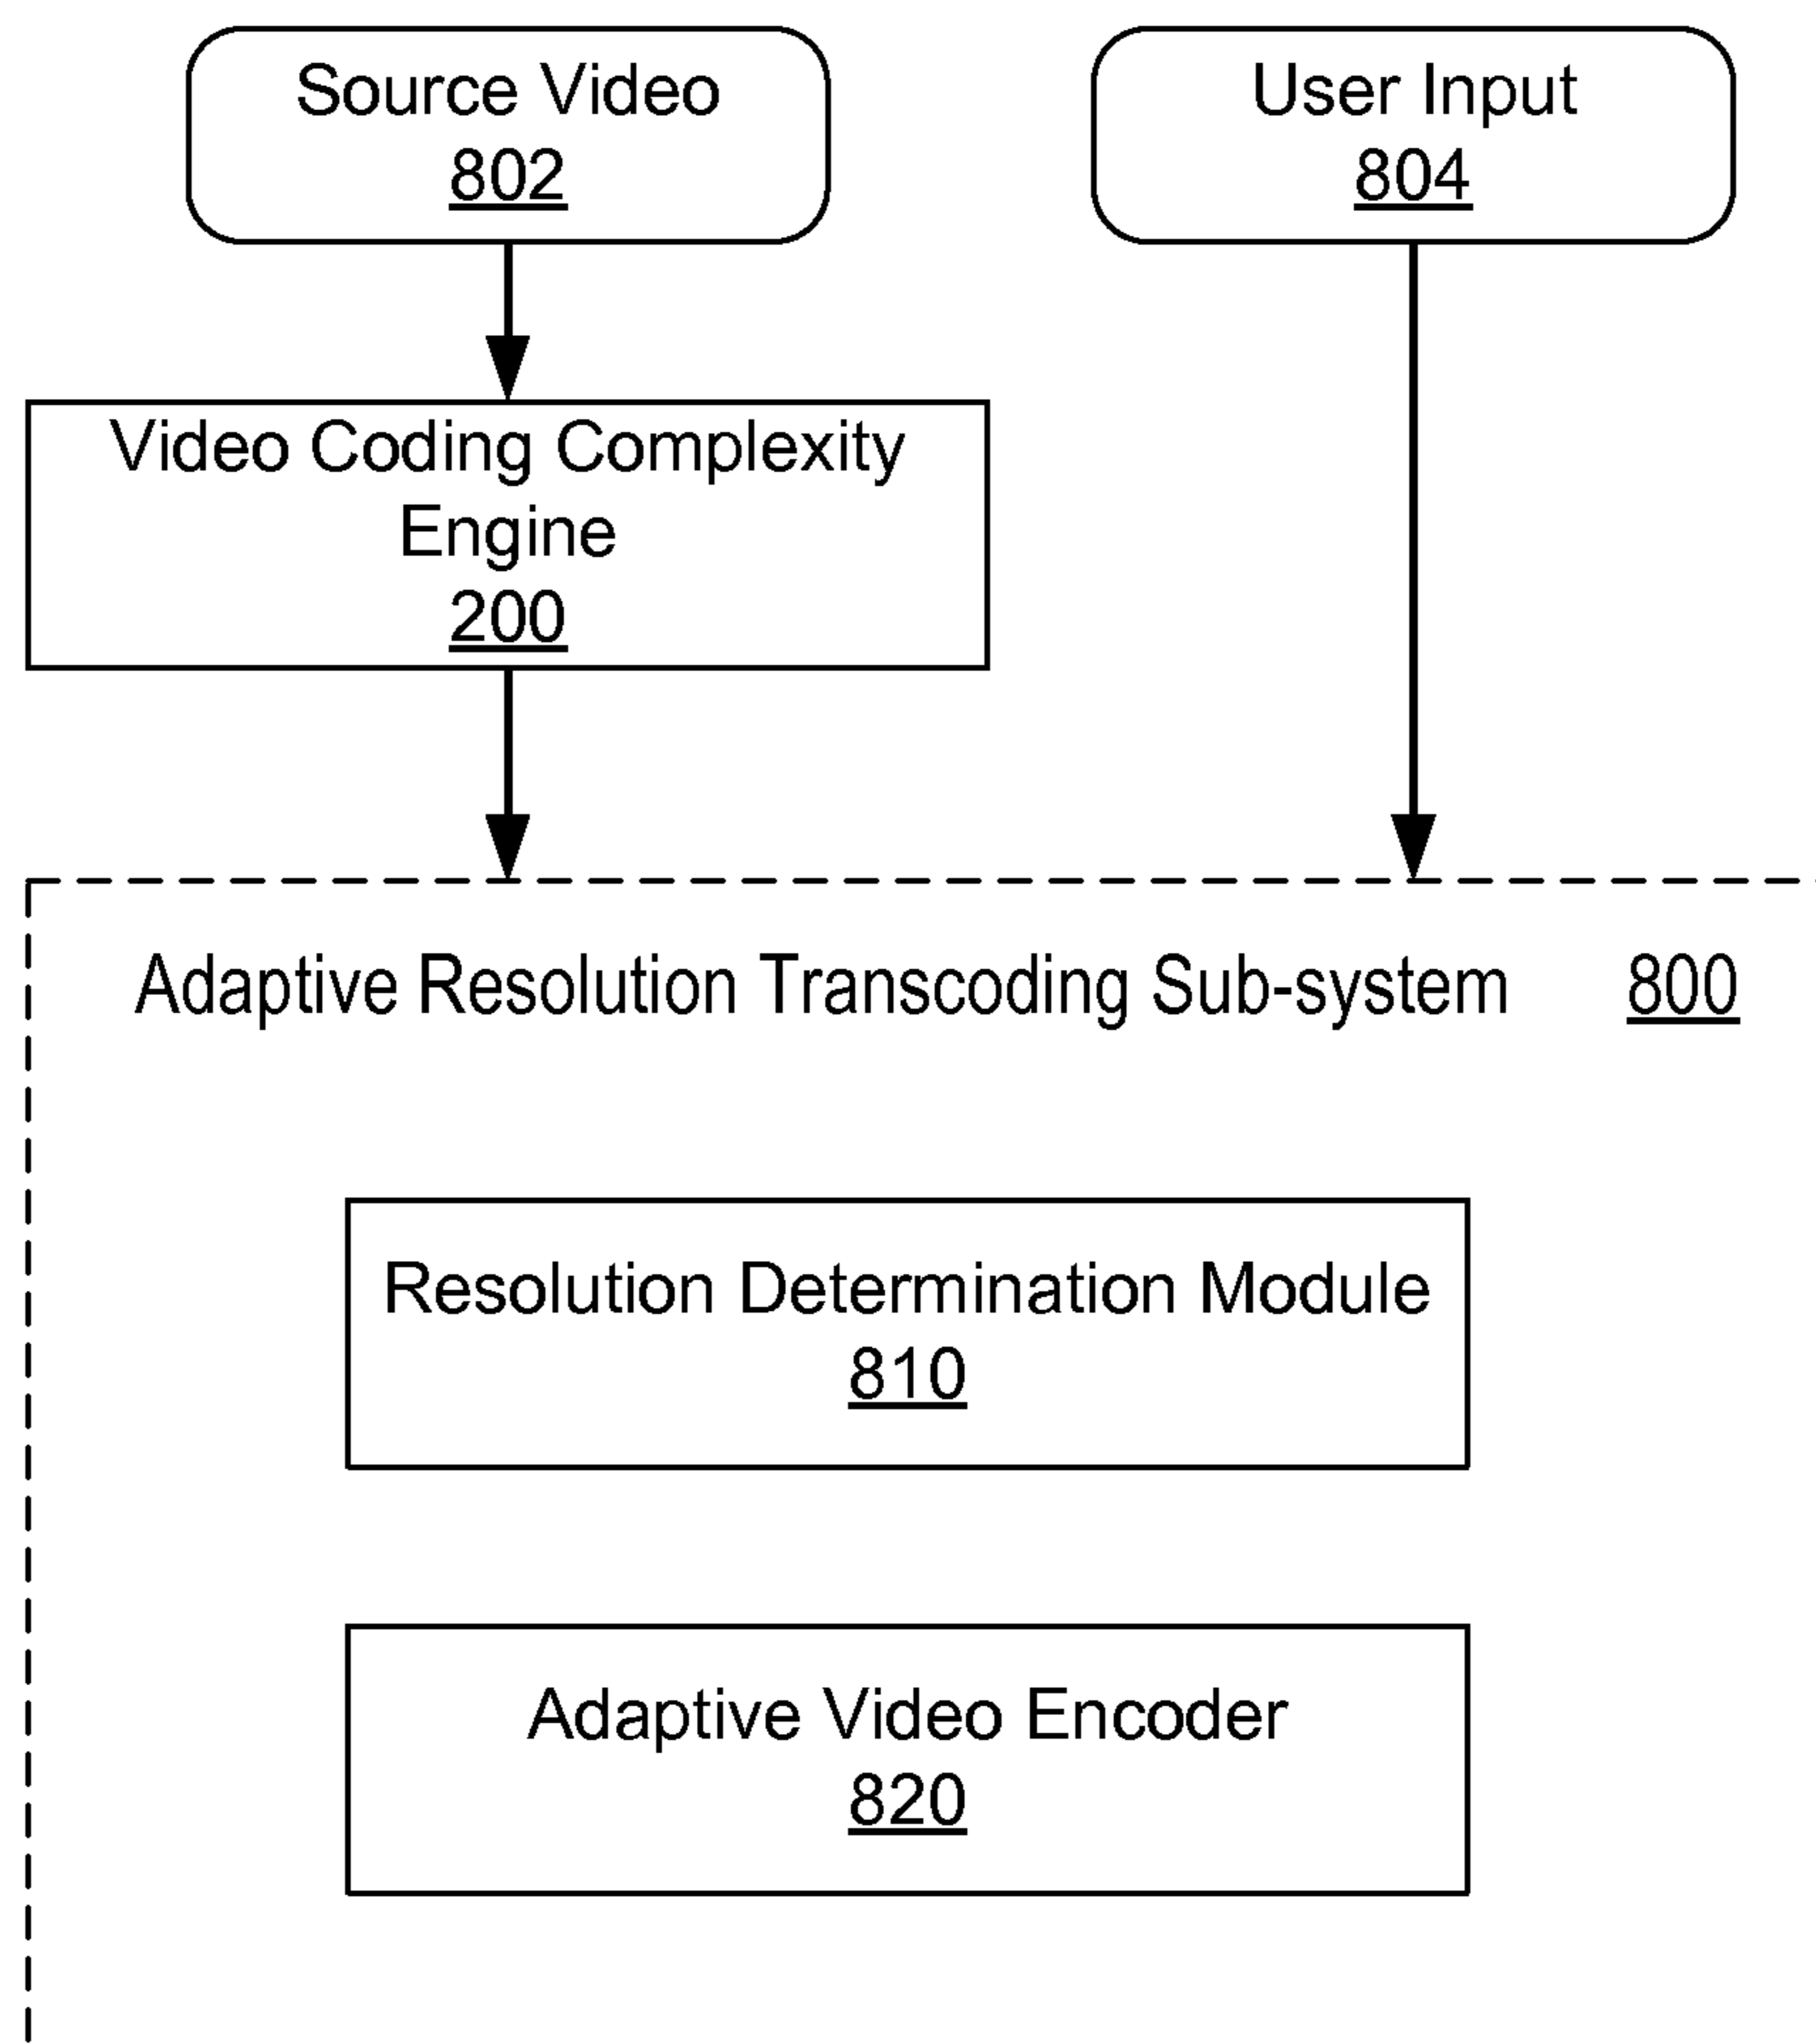 Source Video
802
User Input
804
Video Coding Complexity
Engine
200
Adaptive Resolution Transcoding Sub-system 800
Resolution Determination Module
810
Adaptive Video Encoder
820